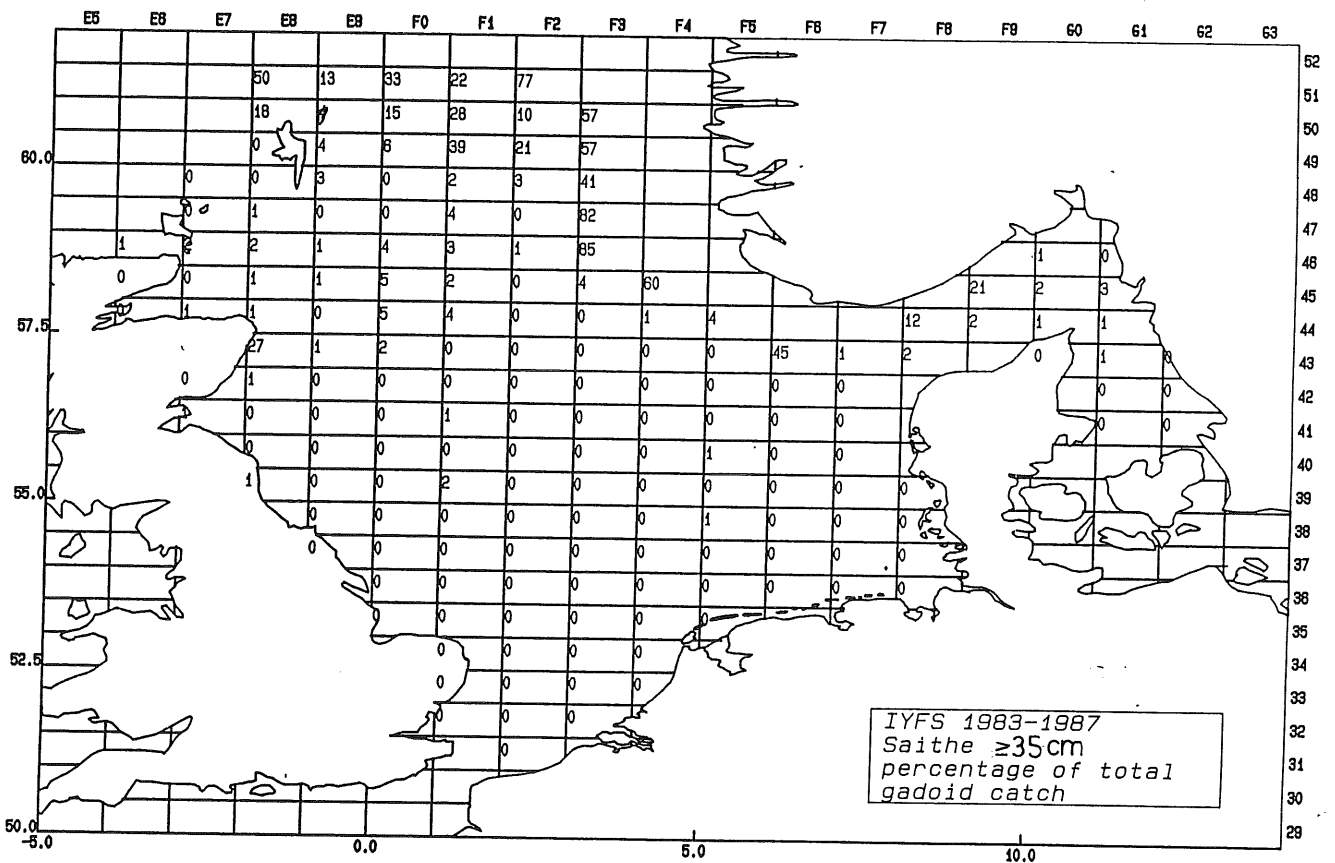 E5 E6 E7 E8 E9 F0 F1 F2 F3 F4 F5 F6 F7 F8 F9 G0 G1 G2 G3
52
50 13 33 22 77 51
18 15 28 10 57 50
60.0 0 4 6 39 21 57 49
0 0 3 0 2 3 41 48
0 1 0 0 4 0 82 47
1 2 2 1 4 3 1 85 1 0 46
0 0 1 1 5 2 0 4 60 21 2 3 45
57.5 0 1 1 0 5 4 0 0 1 4 12 2 1 1 44
27 1 2 0 0 0 0 0 45 1 2 0 1 0 43
0 1 0 0 0 0 0 0 0 0 0 0 0 42
0 0 0 1 0 0 0 0 0 0 0 0 41
0 0 0 0 0 0 0 1 0 0 40
55.0 1 0 0 2 0 0 0 0 0 0 0 39
0 0 0 0 0 0 1 0 0 0 38
0 0 0 0 0 0 0 0 0 0 37
0 0 0 0 0 0 0 0 0 36
0 0 0 0 0 0 35
52.5 0 0 0 0 34
0 0 0 0 33
0 0 0 32
0 31
30
50.0 29
-5.0 0.0 5.0 10.0
IYFS 1983-1987
Saithe ≥35cm
percentage of total
gadoid catch